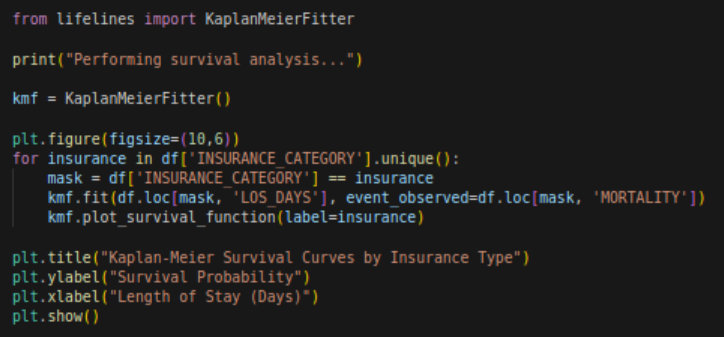 from lifelines import KaplanMeierFitter
print("Performing survival analysis...")
kmf = KaplanMeierFitter()
plt.figure(figsize=(10,6))
for insurance in df['INSURANCE_CATEGORY'].unique():
    mask = df['INSURANCE_CATEGORY'] == insurance
    kmf.fit(df.loc[mask, 'LOS_DAYS'], event_observed=df.loc[mask, 'MORTALITY'])
    kmf.plot_survival_function(label=insurance)
plt.title("Kaplan-Meier Survival Curves by Insurance Type")
plt.ylabel("Survival Probability")
plt.xlabel("Length of Stay (Days)")
plt.show()